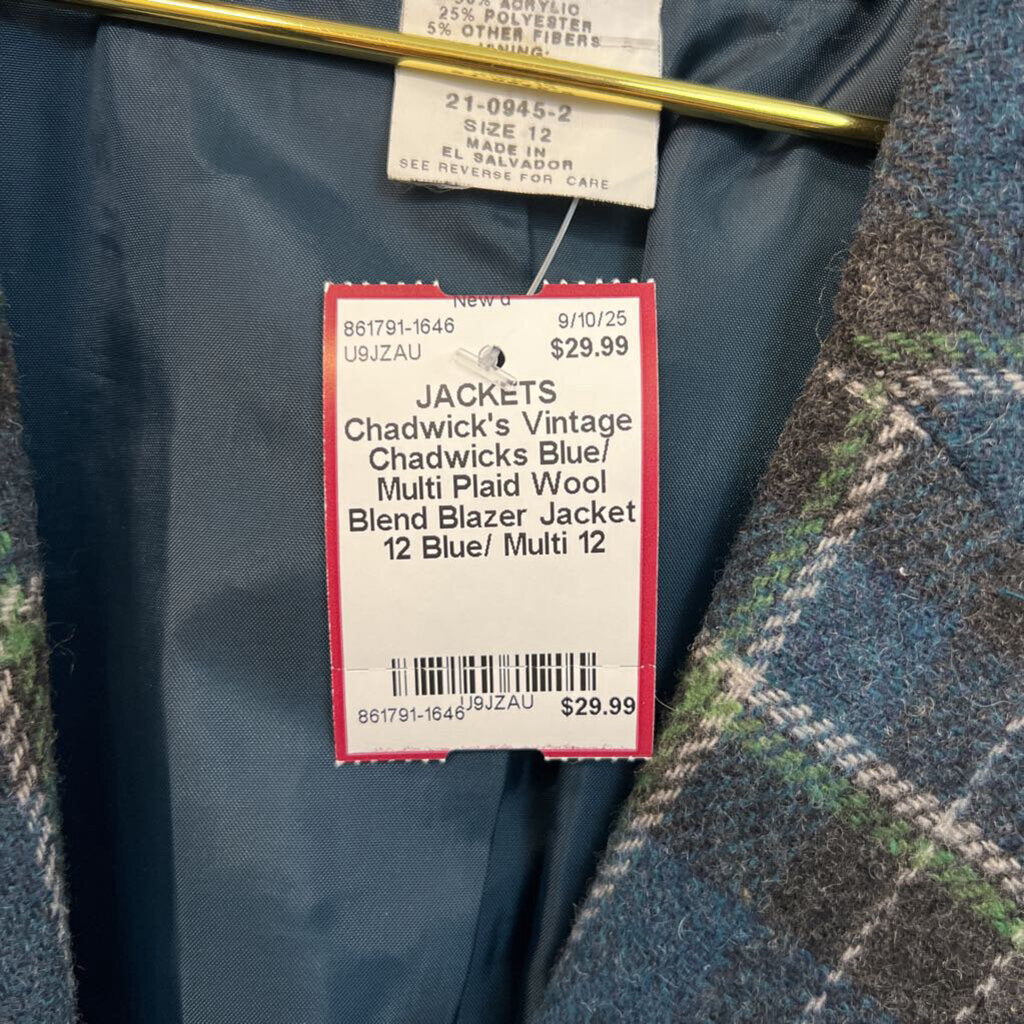 ACRYLIC
25% POLYESTER
5% OTHER FIBERS
21-0945-2
SIZE 12
MADE IN
EL SALVADOR
SEE REVERSE FOR CARE
New
861791-1646 9/10/25
U9JZAU $29.99
JACKETS
Chadwick's Vintage
Chadwicks Blue/
Multi Plaid Wool
Blend Blazer Jacket
12 Blue/ Multi 12
U9JZAU
861791-1646 $29.99